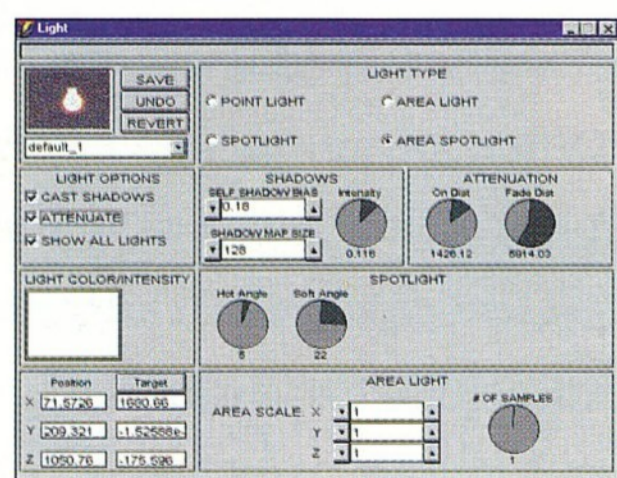 Light
SAVE
UNDO
REVERT
default_1
LIGHT TYPE
POINT LIGHT
AREA LIGHT
SPOTLIGHT
AREA SPOTLIGHT
LIGHT OPTIONS
CAST SHADOWS
ATTENUATE
SHOW ALL LIGHTS
SHADOWS
SELF SHADOW BIAS
0.18
SHADOW MAP SIZE
128
Intensity
0.116
ATTENUATION
On Dist
Fade Dist
1426.12
5914.03
LIGHT COLOR/INTENSITY
SPOTLIGHT
Hot Angle
Soft Angle
22
Position
Target
X 71.5726 1680.66
Y 209.321 -1.52588e-
Z 1050.76 -175.596
AREA LIGHT
AREA SCALE: X 1
Y 1
Z 1
# OF SAMPLES
1